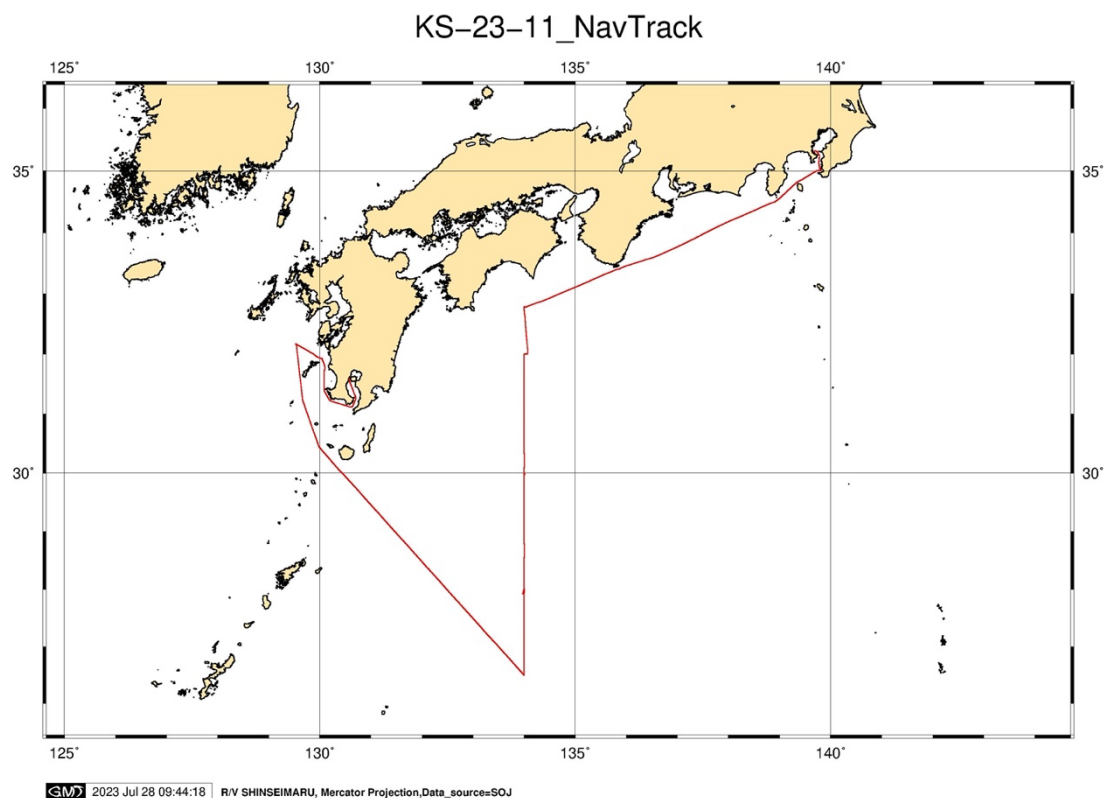 KS-23-11_NavTrack
125° 130° 135° 140°
35° 35°
30° 30°
125° 130° 135° 140°
GMT 2023 Jul 28 09:44:18 R/V SHINSEIMARU, Mercator Projection,Data_source=SOJ